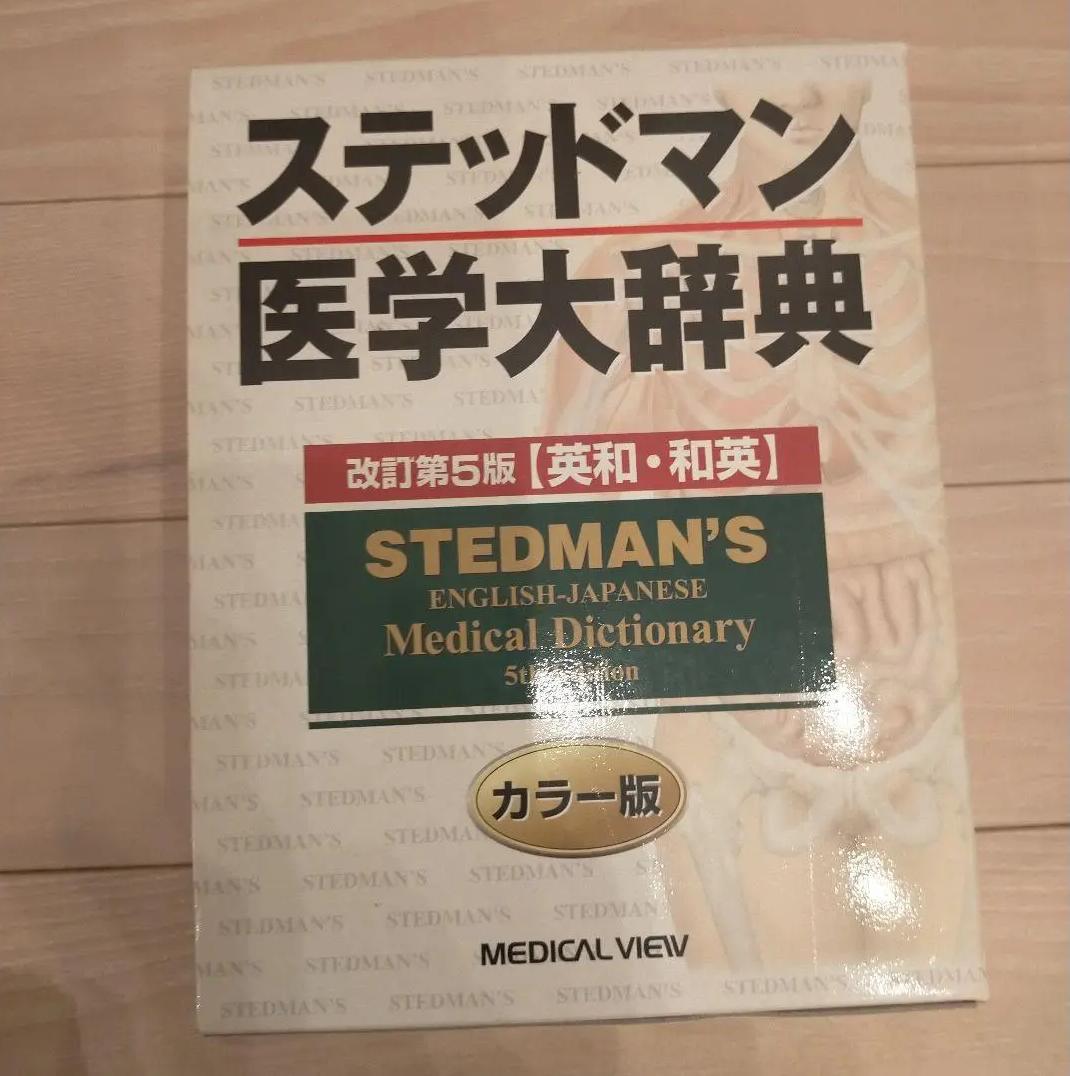 ステッドマン
医学大辞典
改訂第5版【英和・和英】
STEDMAN'S
ENGLISH-JAPANESE
Medical Dictionary
5th
カラー版
MEDICAL VIEW